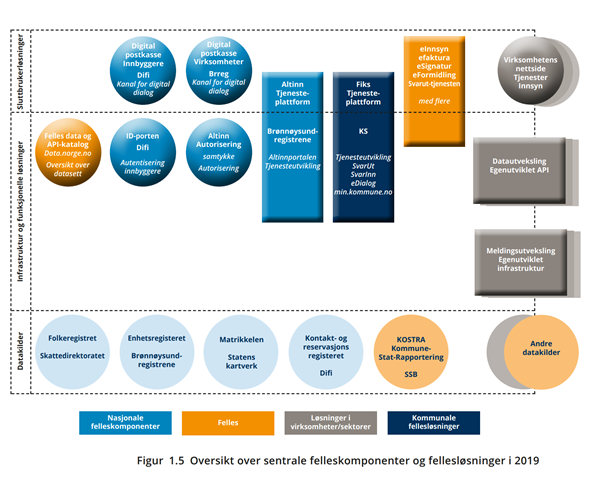 Sluttbrukerløsninger
Digital
postkasse
Innbyggere
Difi
Kanal for digital
dialog
Digital
postkasse
Virksomheter
Brreg
Kanal for digital
dialog
Altinn
Tjeneste-
plattform
Brønnøysund-
registrene
Altinnportalen
Tjenesteutvikling
Fiks
Tjeneste-
plattform
KS
Tjenesteutvikling
SvarUt
SvarInn
eDialog
min.kommune.no
eInnsyn
efaktura
eSignatur
eFormidling
Svarut-tjenesten
med flere
Virksomhetens
nettside
Tjenester
Innsyn
Infrastruktur og funksjonelle løsninger
Felles data og
API-katalog
Data.norge.no
Oversikt over
datasett
ID-porten
Difi
Autentisering
innbyggere
Altinn
Autorisering
samtykke
Autorisering
Datautveksling
Egenutviklet API
Meldingsutveksling
Egenutviklet
infrastruktur
Datakilder
Folkeregistret
Skattedirektoratet
Enhetsregisteret
Brønnøysund-
registrene
Matrikkelen
Statens
kartverk
Kontakt- og
reservasjons
registeret
Difi
KOSTRA
Kommune-
Stat-Rapportering
SSB
Andre
datakilder
Nasjonale
felleskomponenter
Felles
Løsninger i
virksomheter/sektorer
Kommunale
fellesløsninger
Figur 1.5 Oversikt over sentrale felleskomponenter og fellesløsninger i 2019